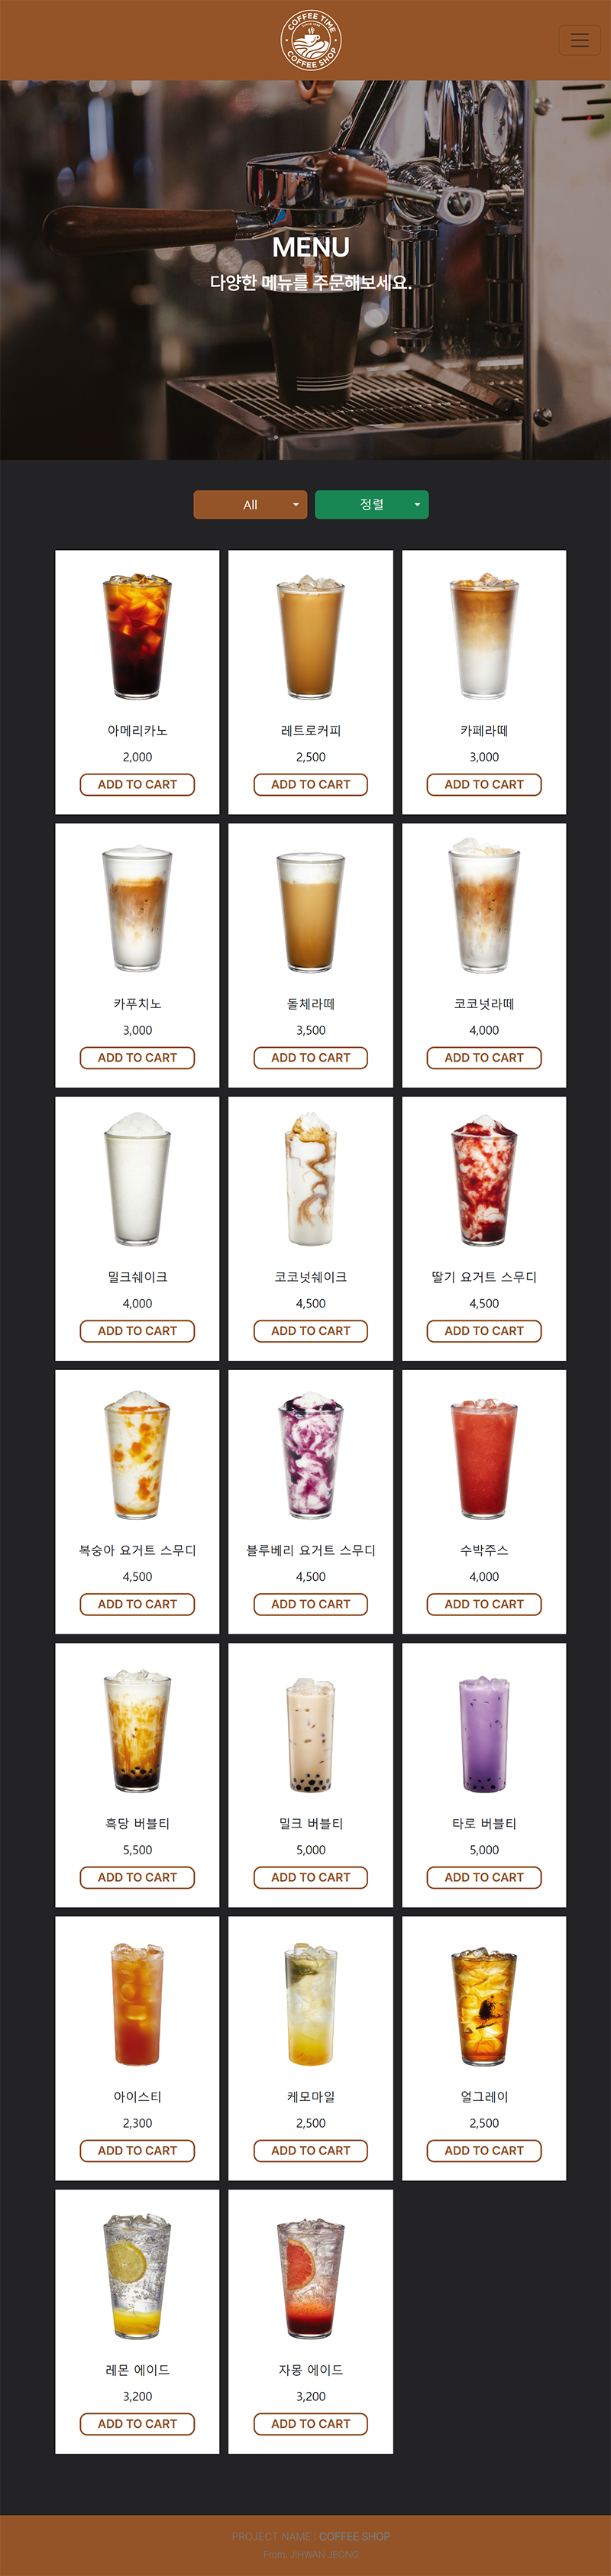 COFFEE TIME
SINCE 1998
COFFEE SHOP
MENU
다양한 메뉴를 주문해보세요.
All
정렬
아메리카노
2,000
ADD TO CART
레트로커피
2,500
ADD TO CART
카페라떼
3,000
ADD TO CART
카푸치노
3,000
ADD TO CART
돌체라떼
3,500
ADD TO CART
코코넛라떼
4,000
ADD TO CART
밀크쉐이크
4,000
ADD TO CART
코코넛쉐이크
4,500
ADD TO CART
딸기 요거트 스무디
4,500
ADD TO CART
복숭아 요거트 스무디
4,500
ADD TO CART
블루베리 요거트 스무디
4,500
ADD TO CART
수박주스
4,000
ADD TO CART
흑당 버블티
5,500
ADD TO CART
밀크 버블티
5,000
ADD TO CART
타로 버블티
5,000
ADD TO CART
아이스티
2,300
ADD TO CART
케모마일
2,500
ADD TO CART
얼그레이
2,500
ADD TO CART
레몬 에이드
3,200
ADD TO CART
자몽 에이드
3,200
ADD TO CART
PROJECT NAME : COFFEE SHOP
From. JIHWAN JEONG